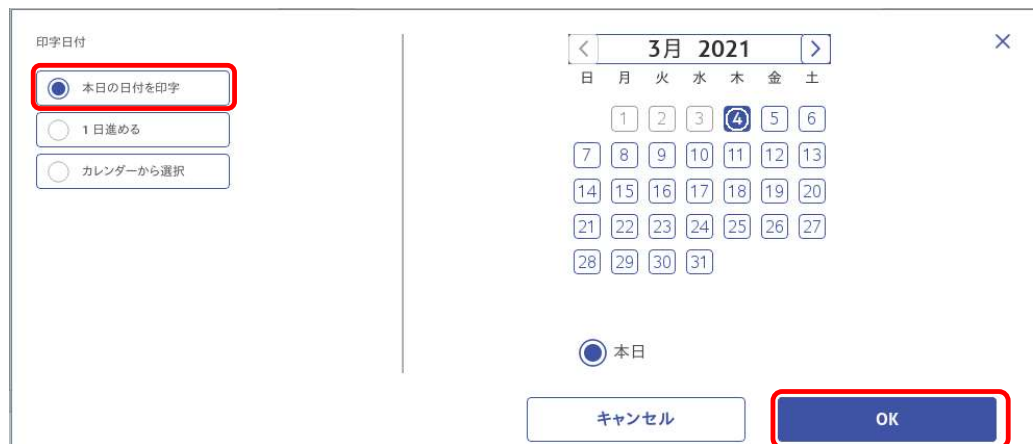 印字日付
本日の日付を印字
1日進める
カレンダーから選択
< 3月 2021 >
日 月 火 水 木 金 土
1 2 3 4 5 6
7 8 9 10 11 12 13
14 15 16 17 18 19 20
21 22 23 24 25 26 27
28 29 30 31
本日
キャンセル OK